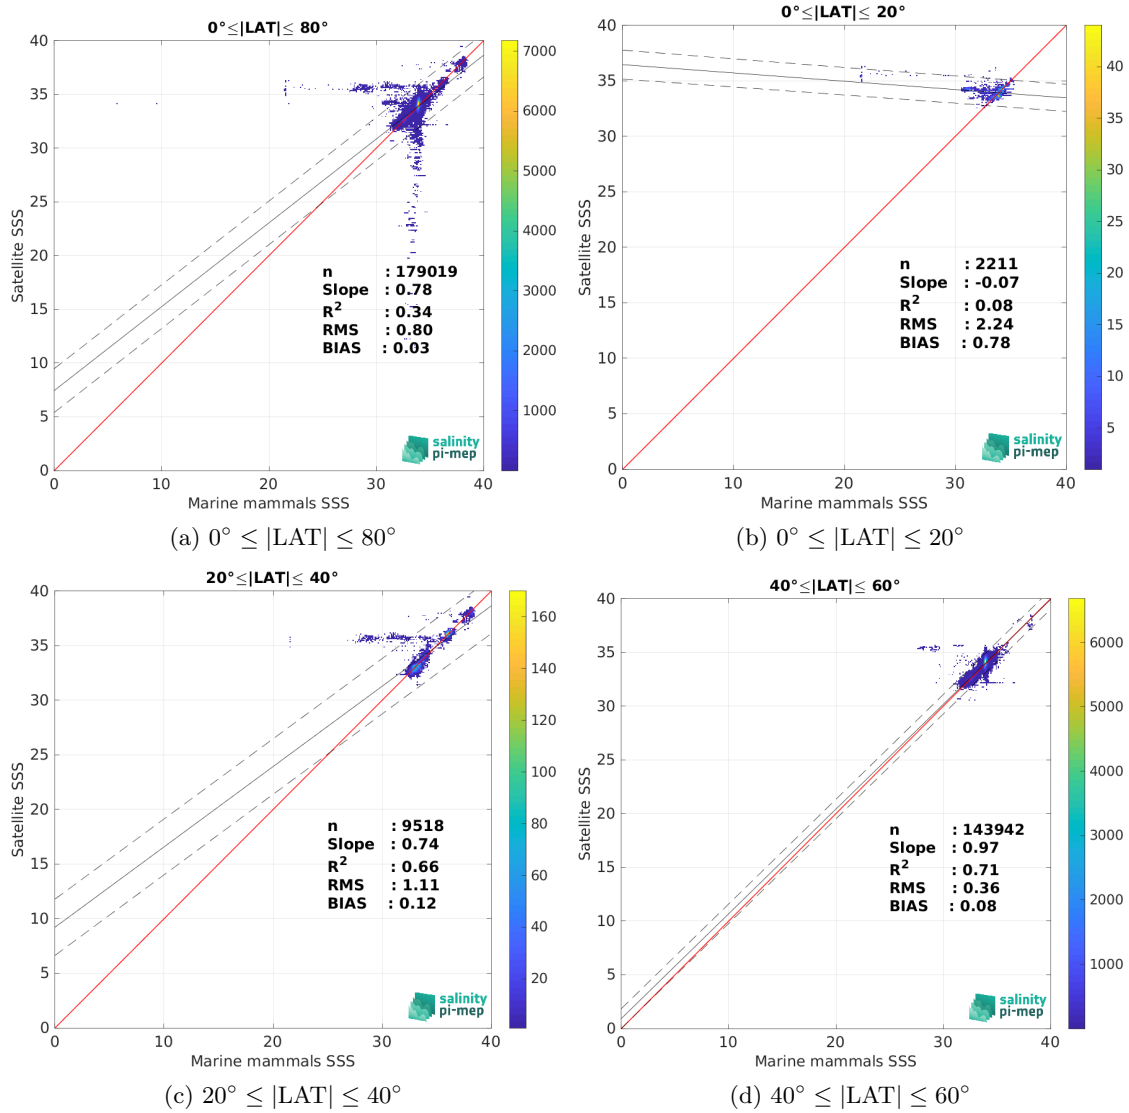 0°≤|LAT|≤ 80°
Satellite SSS
40
35
30
25
20
15
10
5
0
0
10
20
30
40
Marine mammals SSS
n : 179019
Slope : 0.78
R² : 0.34
RMS : 0.80
BIAS : 0.03
salinity
pi-mep
7000
6000
5000
4000
3000
2000
1000
(a) 0° ≤ |LAT| ≤ 80°
0°≤|LAT|≤ 20°
Satellite SSS
40
35
30
25
20
15
10
5
0
0
10
20
30
40
Marine mammals SSS
n : 2211
Slope : -0.07
R² : 0.08
RMS : 2.24
BIAS : 0.78
salinity
pi-mep
40
35
30
25
20
15
10
5
(b) 0° ≤ |LAT| ≤ 20°
20°≤|LAT|≤ 40°
Satellite SSS
40
35
30
25
20
15
10
5
0
0
10
20
30
40
Marine mammals SSS
n : 9518
Slope : 0.74
R² : 0.66
RMS : 1.11
BIAS : 0.12
salinity
pi-mep
160
140
120
100
80
60
40
20
(c) 20° ≤ |LAT| ≤ 40°
40°≤|LAT|≤ 60°
Satellite SSS
40
35
30
25
20
15
10
5
0
0
10
20
30
40
Marine mammals SSS
n : 143942
Slope : 0.97
R² : 0.71
RMS : 0.36
BIAS : 0.08
salinity
pi-mep
6000
5000
4000
3000
2000
1000
(d) 40° ≤ |LAT| ≤ 60°